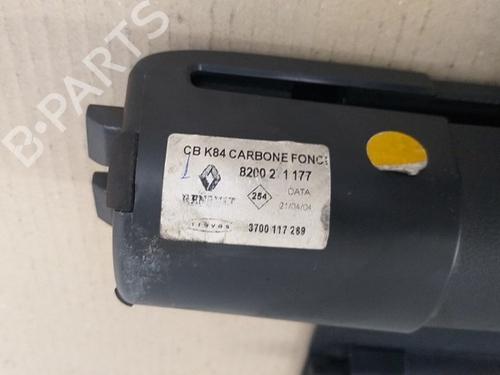 B-PARTS
CB K84 CARBONE FONC
8200 2 1 177
RENAULT
254
DATA
21/04/04
3700 117 289